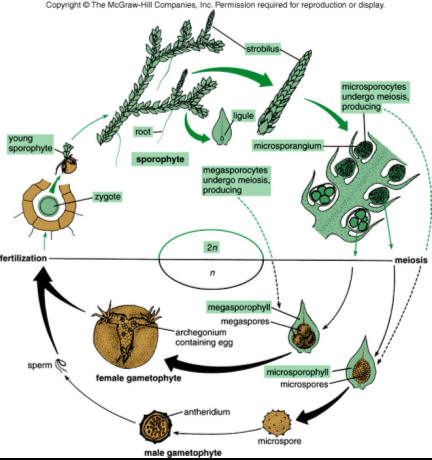 Copyright © The McGraw-Hill Companies, Inc. Permission required for reproduction or display.
strobilus
microsporocytes
undergo meiosis,
producing
ligule
young
sporophyte
root
sporophyte
microsporangium
megasporocytes
undergo meiosis,
producing
zygote
2n
fertilization
meiosis
n
megasporophyll
megaspores
archegonium
containing egg
sperm
female gametophyte
microsporophyll
microspores
antheridium
microspore
male gametophyte